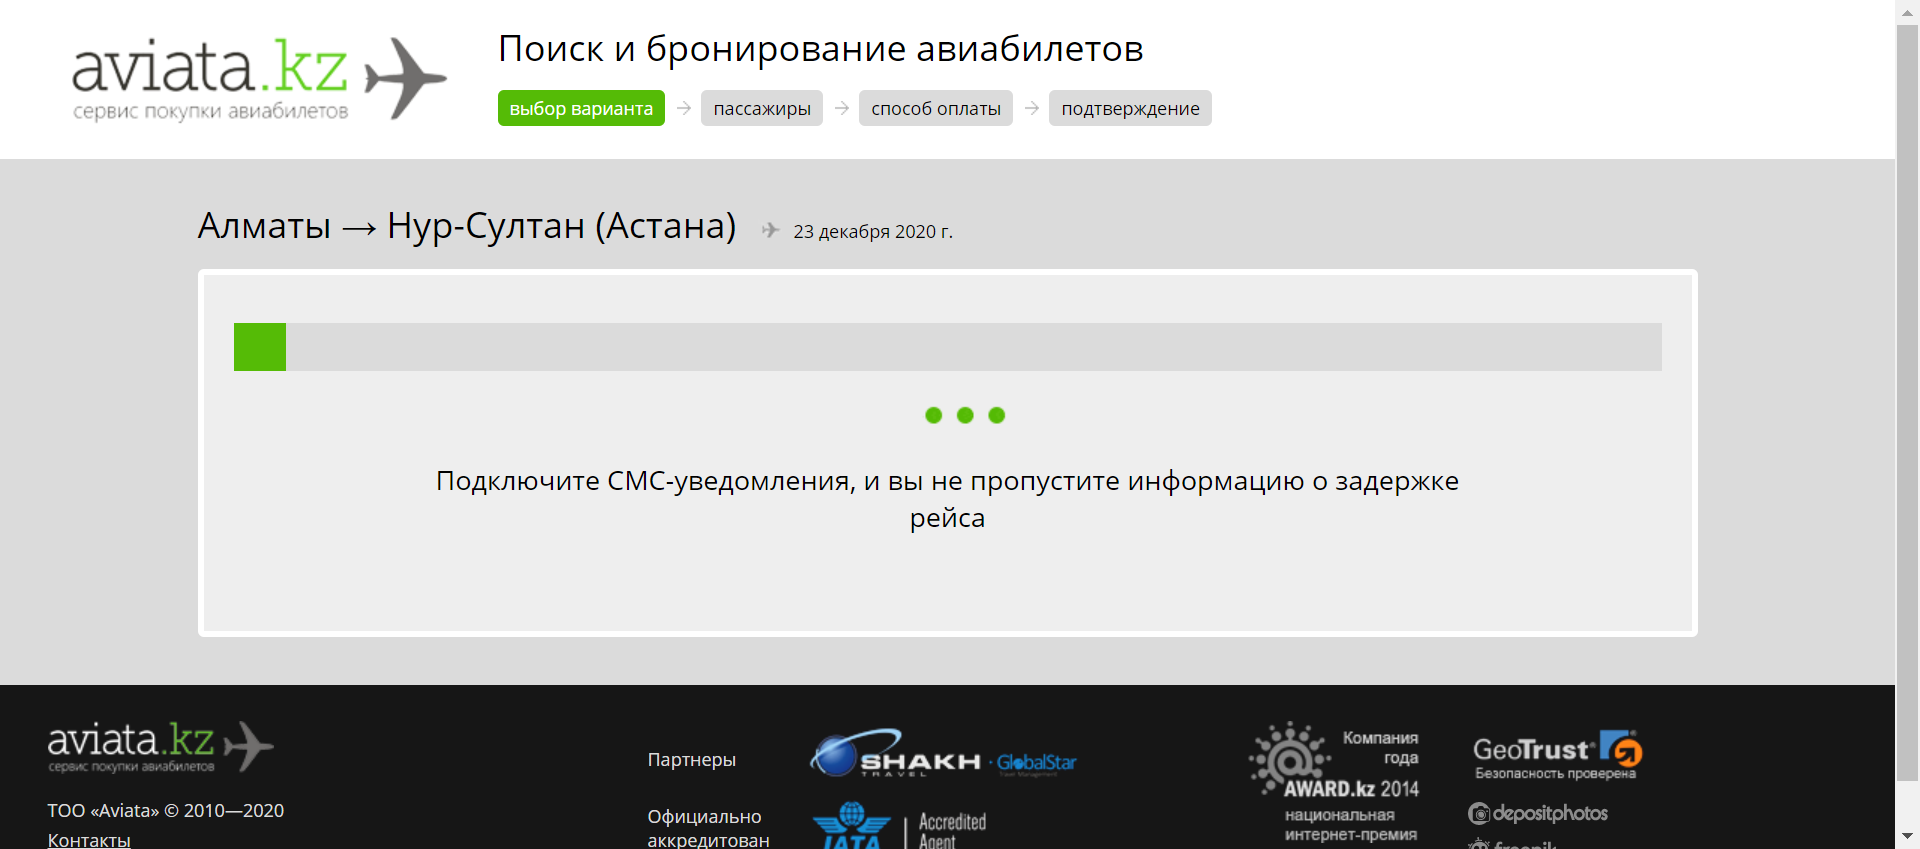 aviata.kz
сервис покупки авиабилетов
Поиск и бронирование авиабилетов
выбор варианта → пассажиры → способ оплаты → подтверждение
Алматы → Нур-Султан (Астана) 23 декабря 2020 г.
Подключите СМС-уведомления, и вы не пропустите информацию о задержке
рейса
aviata.kz
сервис покупки авиабилетов
ТОО «Aviata» © 2010—2020
Контакты
Партнеры
SHAKH
TRAVEL
GlobalStar
Travel Management
Официально
аккредитован
IATA
Accredited
Agent
Компания
года
AWARD.kz 2014
национальная
интернет-премия
GeoTrust
Безопасность проверена
depositphotos
freepik